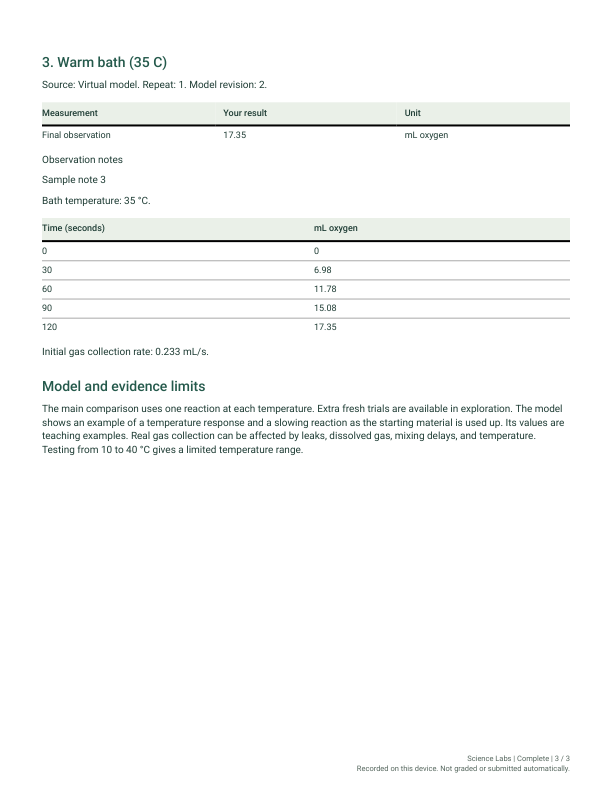 3. Warm bath (35 C)
Source: Virtual model. Repeat: 1. Model revision: 2.
Measurement Your result Unit
Final observation 17.35 mL oxygen
Observation notes
Sample note 3
Bath temperature: 35 °C.
Time (seconds) mL oxygen
0 0
30 6.98
60 11.78
90 15.08
120 17.35
Initial gas collection rate: 0.233 mL/s.
Model and evidence limits
The main comparison uses one reaction at each temperature. Extra fresh trials are available in exploration. The model
shows an example of a temperature response and a slowing reaction as the starting material is used up. Its values are
teaching examples. Real gas collection can be affected by leaks, dissolved gas, mixing delays, and temperature.
Testing from 10 to 40 °C gives a limited temperature range.
Science Labs | Complete | 3 / 3
Recorded on this device. Not graded or submitted automatically.